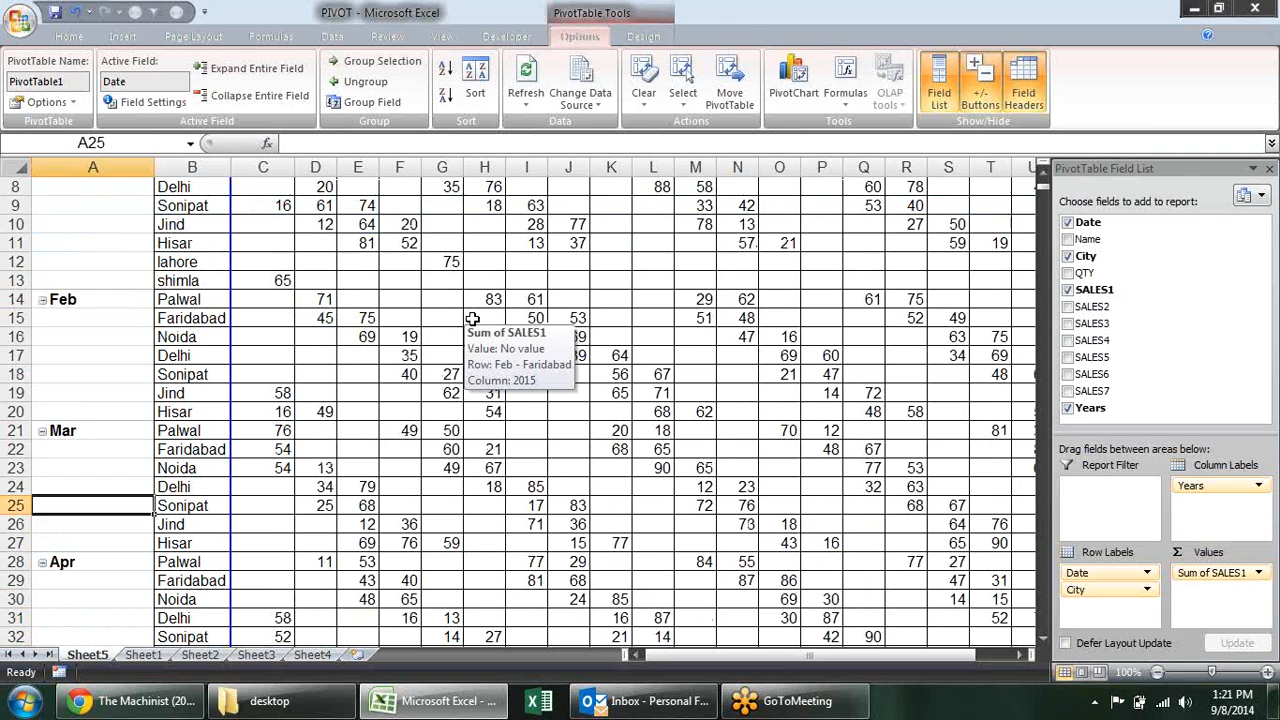 PIVOT - Microsoft Excel
PivotTable Tools
Home Insert Page Layout Formulas Data Review View Developer Options Design
PivotTable Name:
PivotTable1
Options
PivotTable
Active Field:
Date
Field Settings
Expand Entire Field
Collapse Entire Field
Active Field
Group Selection
Ungroup
Group Field
Group
Sort
Sort
Refresh
Change Data Source
Data
Clear
Select
Move PivotTable
Actions
PivotChart
Formulas
OLAP tools
Tools
Field List
+/- Buttons
Field Headers
Show/Hide
A25
fx
A B C D E F G H I J K L M N O P Q R S T
8 Delhi 20 35 76 88 58 60 78
9 Sonipat 16 61 74 18 63 33 42 53 40
10 Jind 12 64 20 28 77 78 13 27 50
11 Hisar 81 52 13 37 57 21 59 19
12 lahore 75
13 shimla 65
14 Feb Palwal 71 83 61 29 62 61 75
15 Faridabad 45 75 50 53 51 48 52 49
16 Noida 69 19 47 16 63 75
17 Delhi 35 64 69 60 34 69
18 Sonipat 40 27 56 67 21 47 48
19 Jind 58 62 31 65 71 14 72
20 Hisar 16 49 54 68 62 48 58
21 Mar Palwal 76 49 50 20 18 70 12 81
22 Faridabad 54 60 21 68 65 48 67
23 Noida 54 13 49 67 90 65 77 53
24 Delhi 34 79 18 85 12 23 32 63
25 Sonipat 25 68 17 83 72 76 68 67
26 Jind 12 36 71 36 73 18 64 76
27 Hisar 69 76 59 15 77 43 16 65 90
28 Apr Palwal 11 53 77 29 84 55 77 27
29 Faridabad 43 40 81 68 87 86 47 31
30 Noida 48 65 24 85 69 30 14 15
31 Delhi 58 16 13 16 87 30 87 52
32 Sonipat 52 14 27 21 14 42 90
Sum of SALES1
Value: No value
Row: Feb - Faridabad
Column: 2015
PivotTable Field List
Choose fields to add to report:
Date
Name
City
QTY
SALES1
SALES2
SALES3
SALES4
SALES5
SALES6
SALES7
Years
Drag fields between areas below:
Report Filter
Column Labels
Years
Row Labels
Date
City
Σ Values
Sum of SALES1
Defer Layout Update
Update
Sheet5 Sheet1 Sheet2 Sheet3 Sheet4
Ready
100%
The Machinist (20...
desktop
Microsoft Excel - ...
Inbox - Personal F...
GoToMeeting
1:21 PM
9/8/2014